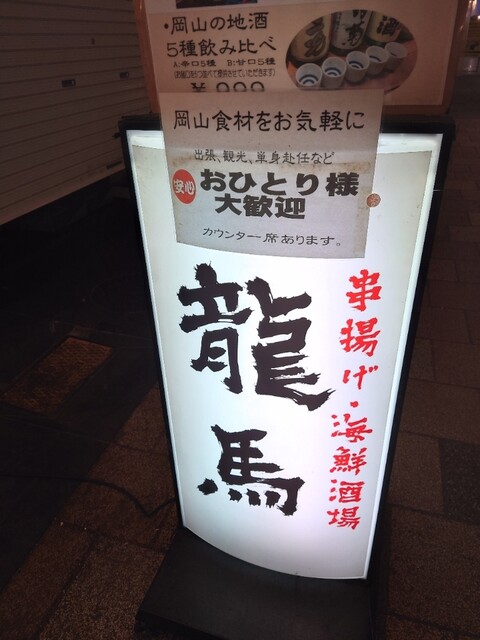 ・岡山の地酒
5種飲み比べ
A:辛口5種 B:甘口5種
¥999
岡山食材をお気軽に
出張、観光、単身赴任など
安心
おひとり様
大歓迎
カウンター席あります。
龍馬
串揚げ・海鮮酒場